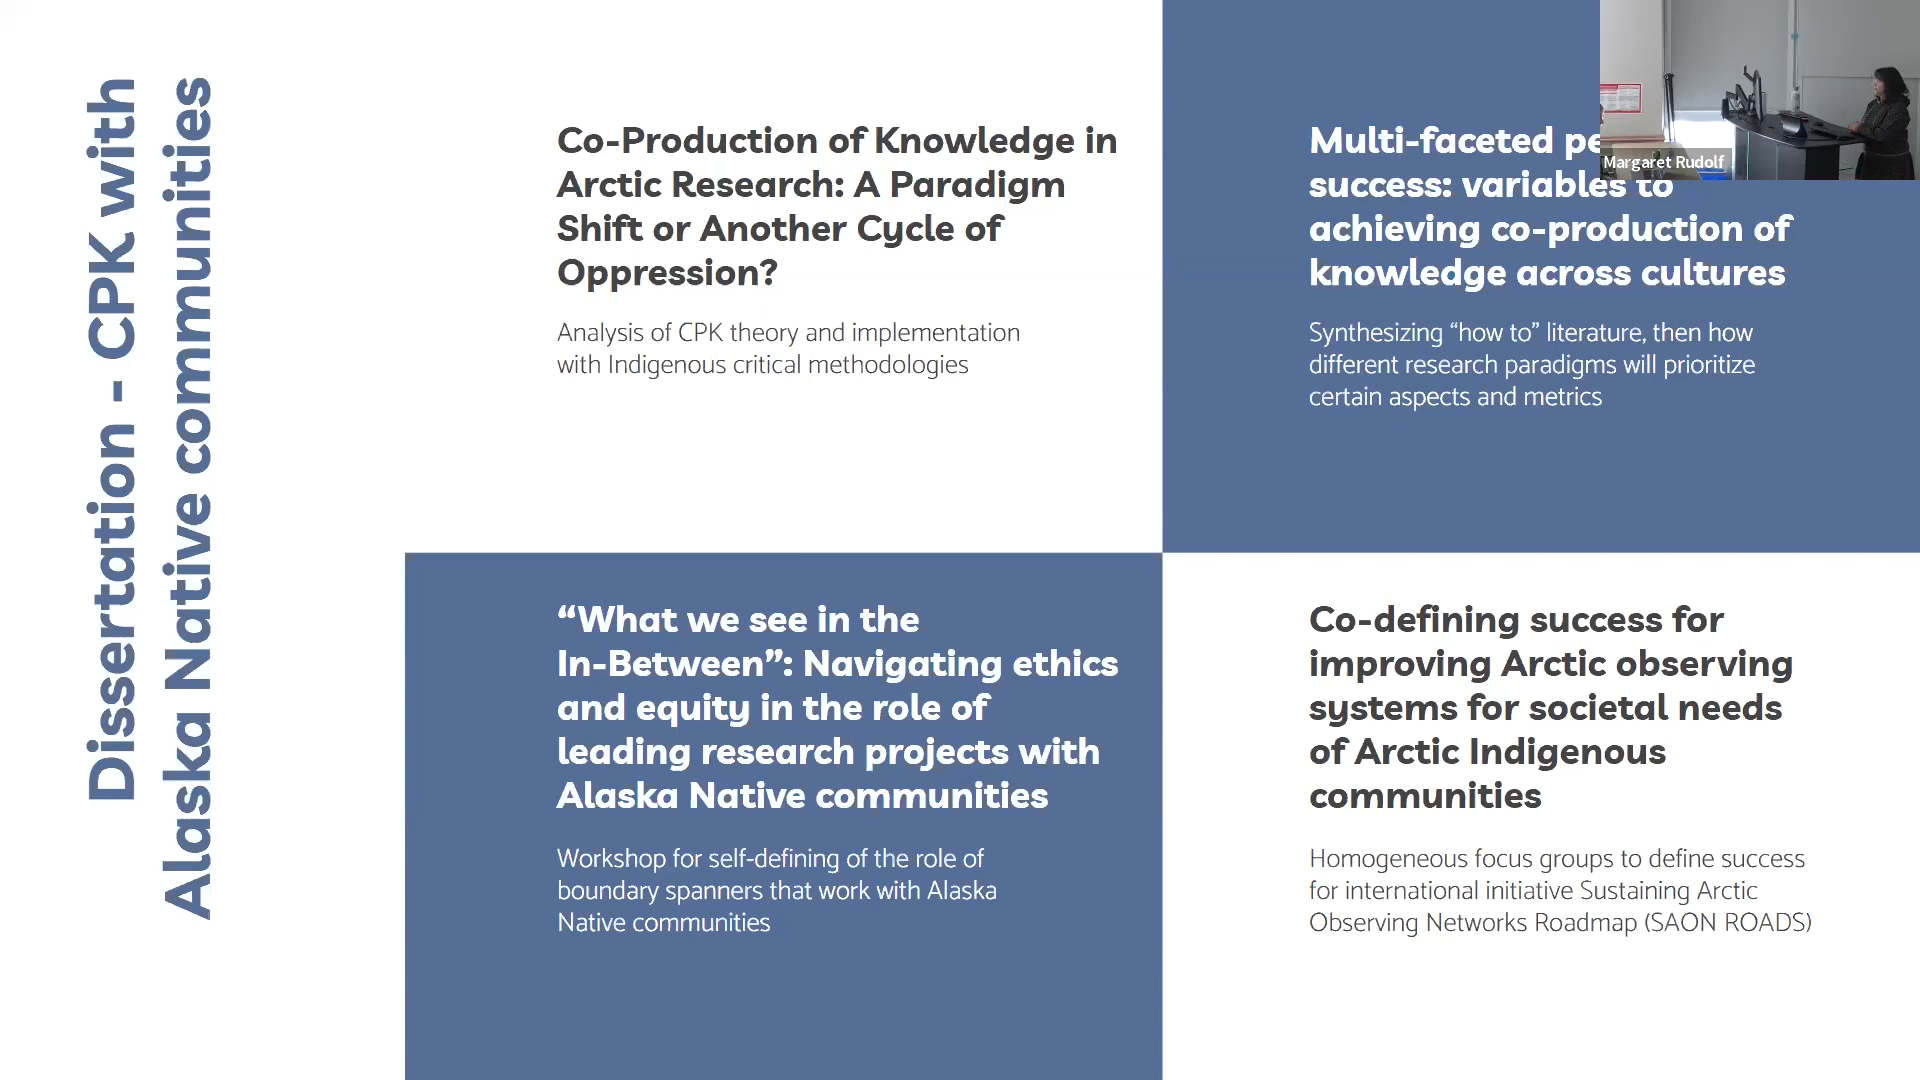 Dissertation - CPK with
Alaska Native communities
Co-Production of Knowledge in
Arctic Research: A Paradigm
Shift or Another Cycle of
Oppression?
Analysis of CPK theory and implementation
with Indigenous critical methodologies
Multi-faceted
success: variables to
achieving co-production of
knowledge across cultures
Synthesizing “how to” literature, then how
different research paradigms will prioritize
certain aspects and metrics
Margaret Rudolf
“What we see in the
In-Between”: Navigating ethics
and equity in the role of
leading research projects with
Alaska Native communities
Workshop for self-defining of the role of
boundary spanners that work with Alaska
Native communities
Co-defining success for
improving Arctic observing
systems for societal needs
of Arctic Indigenous
communities
Homogeneous focus groups to define success
for international initiative Sustaining Arctic
Observing Networks Roadmap (SAON ROADS)